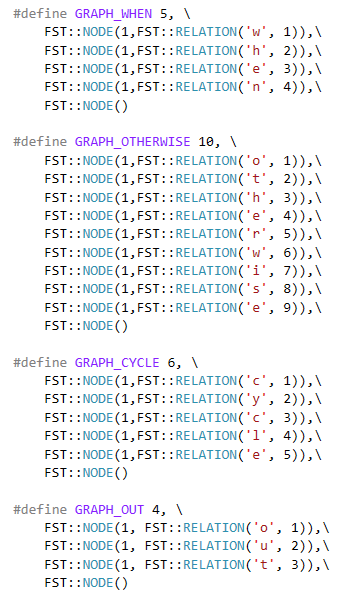 #define GRAPH_WHEN 5, \
    FST::NODE(1,FST::RELATION('w', 1)),\
    FST::NODE(1,FST::RELATION('h', 2)),\
    FST::NODE(1,FST::RELATION('e', 3)),\
    FST::NODE(1,FST::RELATION('n', 4)),\
    FST::NODE()
#define GRAPH_OTHERWISE 10, \
    FST::NODE(1,FST::RELATION('o', 1)),\
    FST::NODE(1,FST::RELATION('t', 2)),\
    FST::NODE(1,FST::RELATION('h', 3)),\
    FST::NODE(1,FST::RELATION('e', 4)),\
    FST::NODE(1,FST::RELATION('r', 5)),\
    FST::NODE(1,FST::RELATION('w', 6)),\
    FST::NODE(1,FST::RELATION('i', 7)),\
    FST::NODE(1,FST::RELATION('s', 8)),\
    FST::NODE(1,FST::RELATION('e', 9)),\
    FST::NODE()
#define GRAPH_CYCLE 6, \
    FST::NODE(1,FST::RELATION('c', 1)),\
    FST::NODE(1,FST::RELATION('y', 2)),\
    FST::NODE(1,FST::RELATION('c', 3)),\
    FST::NODE(1,FST::RELATION('l', 4)),\
    FST::NODE(1,FST::RELATION('e', 5)),\
    FST::NODE()
#define GRAPH_OUT 4, \
    FST::NODE(1, FST::RELATION('o', 1)),\
    FST::NODE(1, FST::RELATION('u', 2)),\
    FST::NODE(1, FST::RELATION('t', 3)),\
    FST::NODE()